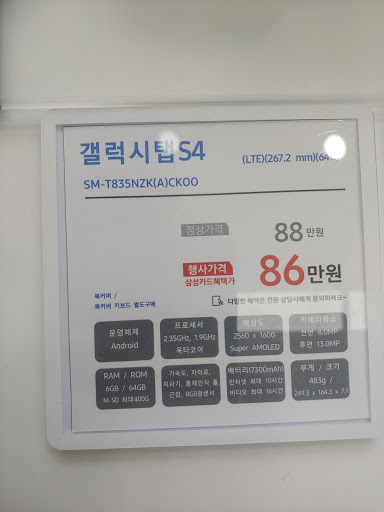 갤럭시탭S4
(LTE)(267.2 mm)(64
SM-T835NZK(A)CKOO
정상가격 88만원
행사가격 86만원
삼성카드혜택가
북커버 /
북커버 키보드 별도구매
다양한 혜택은 전문 상담사에게 문의하세요~
운영체제
Android
프로세서
2.35GHz, 1.9GHz
옥타코어
해상도
2560 x 1600
Super AMOLED
카메라화소
전면 8.0MP
후면 13.0MP
RAM / ROM
6GB / 64GB
M-SD 최대400G
가속도, 자이로,
지자기, 홍채인식 홀,
근접, RGB광센서
배터리(7300mAh)
인터넷 최대 10시간
비디오 최대 16시간
무게 / 크기
483g /
249.3 x 164.3 x 7.1